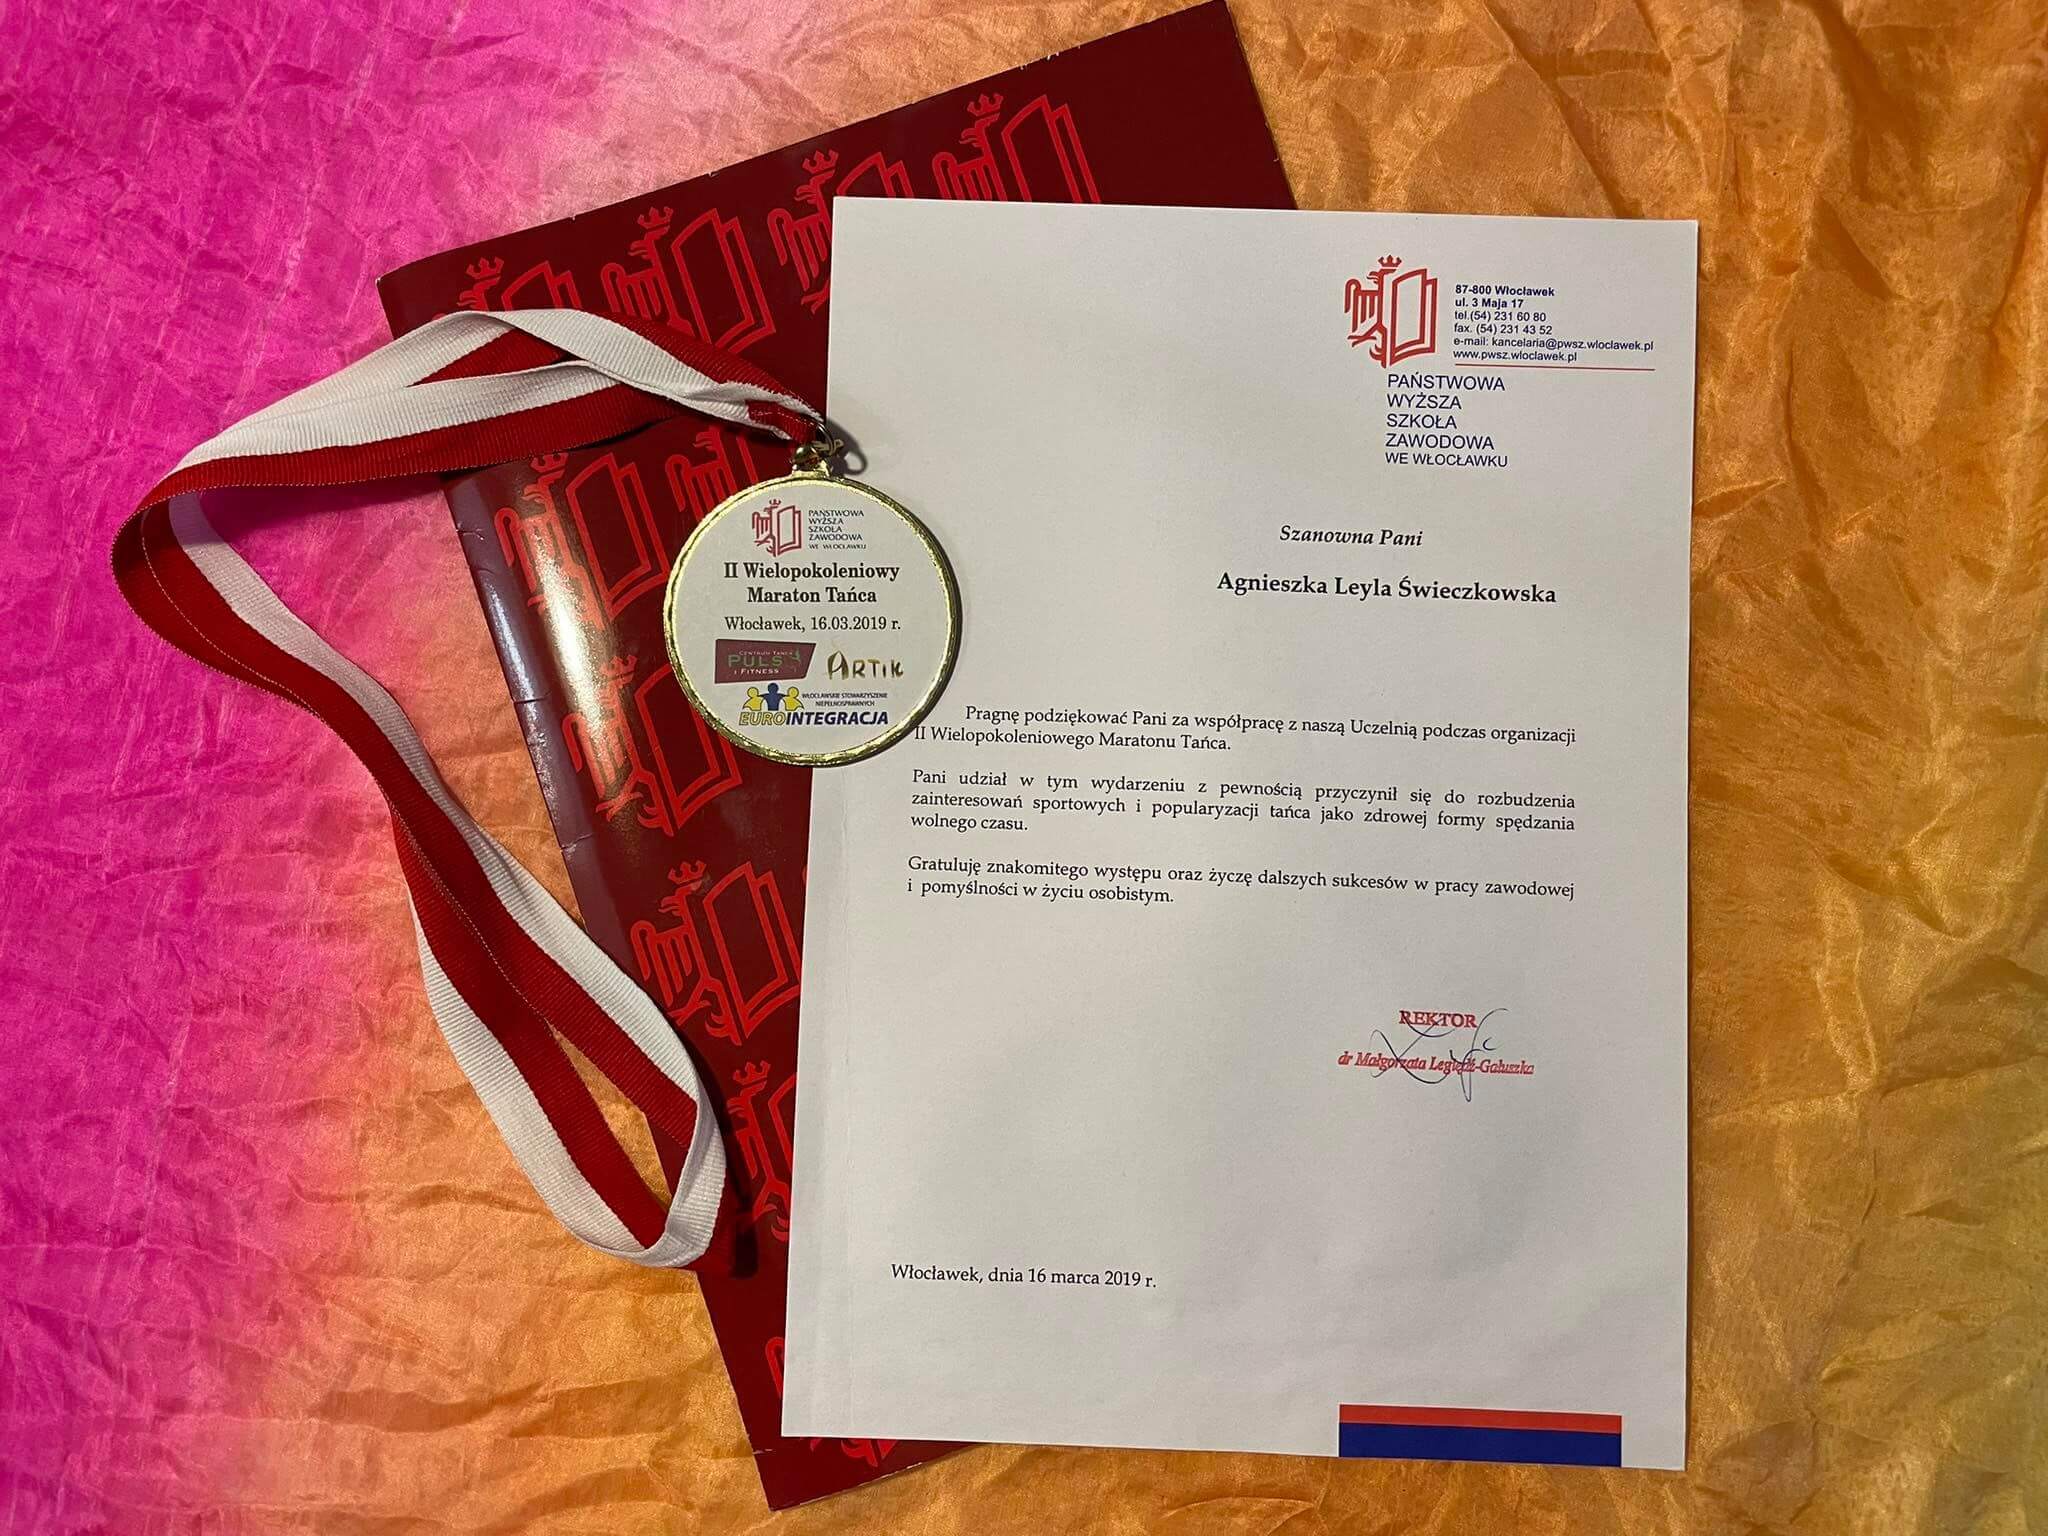 PAŃSTWOWA
WYŻSZA
SZKOŁA
ZAWODOWA
WE WŁOCŁAWKU
II Wielopokoleniowy
Maraton Tańca
Włocławek, 16.03.2019 r.
CENTRUM TAŃCA
PULS
I FITNESS
ARTIK
WŁOCŁAWSKIE STOWARZYSZENIE
NIEPEŁNOSPRAWNYCH
EUROINTEGRACJA
87-800 Włocławek
ul. 3 Maja 17
tel.(54) 231 60 80
fax. (54) 231 43 52
e-mail: kancelaria@pwsz.wloclawek.pl
www.pwsz.wloclawek.pl
PAŃSTWOWA
WYŻSZA
SZKOŁA
ZAWODOWA
WE WŁOCŁAWKU
Szanowna Pani
Agnieszka Leyla Świeczkowska
Pragnę podziękować Pani za współpracę z naszą Uczelnią podczas organizacji
II Wielopokoleniowego Maratonu Tańca.
Pani udział w tym wydarzeniu z pewnością przyczynił się do rozbudzenia
zainteresowań sportowych i popularyzacji tańca jako zdrowej formy spędzania
wolnego czasu.
Gratuluję znakomitego występu oraz życzę dalszych sukcesów w pracy zawodowej
i pomyślności w życiu osobistym.
REKTOR
dr Małgorzata Legiędź-Gałuszka
Włocławek, dnia 16 marca 2019 r.